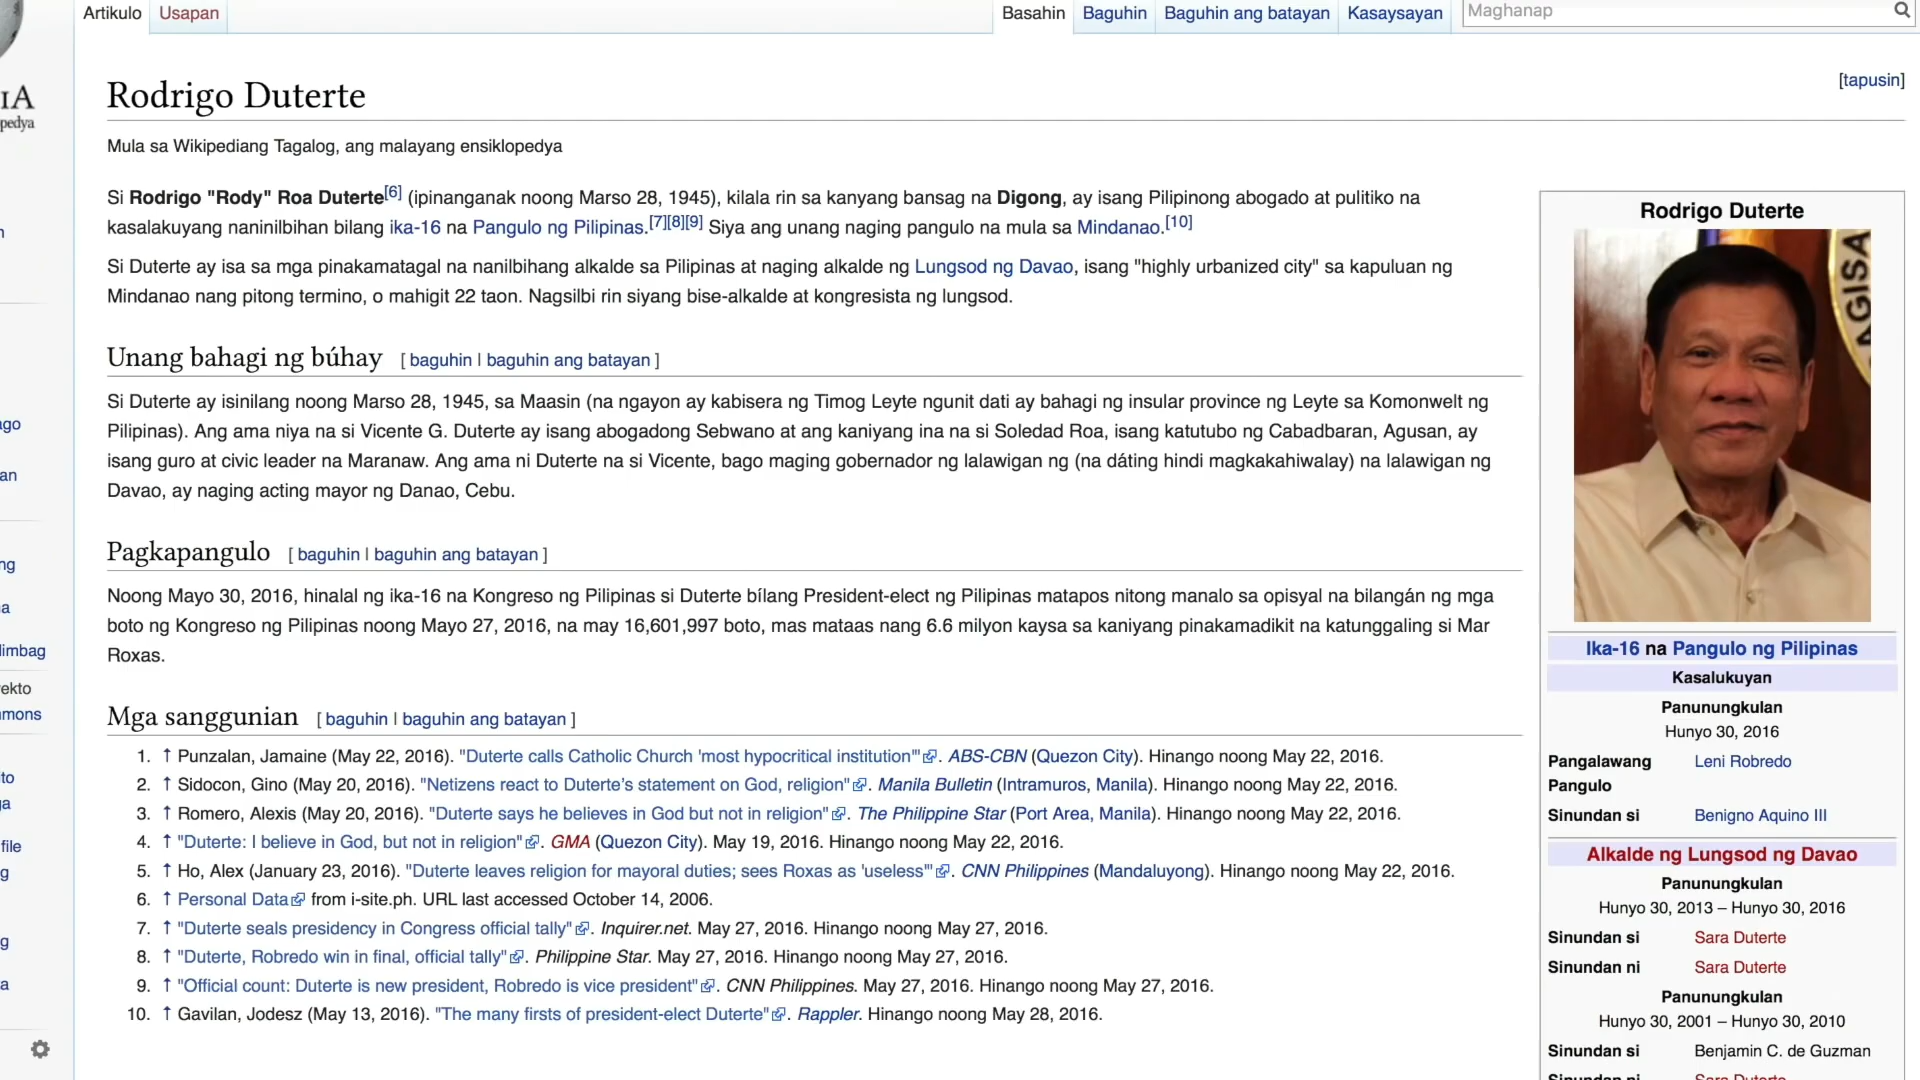 Artikulo
Usapan
Basahin
Baguhin
Baguhin ang batayan
Kasaysayan
Maghanap
Rodrigo Duterte
[tapusin]
Mula sa Wikipediang Tagalog, ang malayang ensiklopedya
Si Rodrigo "Rody" Roa Duterte[6] (ipinanganak noong Marso 28, 1945), kilala rin sa kanyang bansag na Digong, ay isang Pilipinong abogado at pulitiko na
kasalakuyang naninilbihan bilang ika-16 na Pangulo ng Pilipinas.[7][8][9] Siya ang unang naging pangulo na mula sa Mindanao.[10]
Si Duterte ay isa sa mga pinakamatagal na nanilbihang alkalde sa Pilipinas at naging alkalde ng Lungsod ng Davao, isang "highly urbanized city" sa kapuluan ng
Mindanao nang pitong termino, o mahigit 22 taon. Nagsilbi rin siyang bise-alkalde at kongresista ng lungsod.
Unang bahagi ng búhay [ baguhin | baguhin ang batayan ]
Si Duterte ay isinilang noong Marso 28, 1945, sa Maasin (na ngayon ay kabisera ng Timog Leyte ngunit dati ay bahagi ng insular province ng Leyte sa Komonwelt ng
Pilipinas). Ang ama niya na si Vicente G. Duterte ay isang abogadong Sebwano at ang kaniyang ina na si Soledad Roa, isang katutubo ng Cabadbaran, Agusan, ay
isang guro at civic leader na Maranaw. Ang ama ni Duterte na si Vicente, bago maging gobernador ng lalawigan ng (na dáting hindi magkakahiwalay) na lalawigan ng
Davao, ay naging acting mayor ng Danao, Cebu.
Pagkapangulo [ baguhin | baguhin ang batayan ]
Noong Mayo 30, 2016, hinalal ng ika-16 na Kongreso ng Pilipinas si Duterte bílang President-elect ng Pilipinas matapos nitong manalo sa opisyal na bilangán ng mga
boto ng Kongreso ng Pilipinas noong Mayo 27, 2016, na may 16,601,997 boto, mas mataas nang 6.6 milyon kaysa sa kaniyang pinakamadikit na katunggaling si Mar
Roxas.
Mga sanggunian [ baguhin | baguhin ang batayan ]
1. ↑ Punzalan, Jamaine (May 22, 2016). "Duterte calls Catholic Church 'most hypocritical institution'". ABS-CBN (Quezon City). Hinango noong May 22, 2016.
2. ↑ Sidocon, Gino (May 20, 2016). "Netizens react to Duterte's statement on God, religion". Manila Bulletin (Intramuros, Manila). Hinango noong May 22, 2016.
3. ↑ Romero, Alexis (May 20, 2016). "Duterte says he believes in God but not in religion". The Philippine Star (Port Area, Manila). Hinango noong May 22, 2016.
4. ↑ "Duterte: I believe in God, but not in religion". GMA (Quezon City). May 19, 2016. Hinango noong May 22, 2016.
5. ↑ Ho, Alex (January 23, 2016). "Duterte leaves religion for mayoral duties; sees Roxas as 'useless'". CNN Philippines (Mandaluyong). Hinango noong May 22, 2016.
6. ↑ Personal Data from i-site.ph. URL last accessed October 14, 2006.
7. ↑ "Duterte seals presidency in Congress official tally". Inquirer.net. May 27, 2016. Hinango noong May 27, 2016.
8. ↑ "Duterte, Robredo win in final, official tally". Philippine Star. May 27, 2016. Hinango noong May 27, 2016.
9. ↑ "Official count: Duterte is new president, Robredo is vice president". CNN Philippines. May 27, 2016. Hinango noong May 27, 2016.
10. ↑ Gavilan, Jodesz (May 13, 2016). "The many firsts of president-elect Duterte". Rappler. Hinango noong May 28, 2016.
Rodrigo Duterte
Ika-16 na Pangulo ng Pilipinas
Kasalukuyan
Panunungkulan
Hunyo 30, 2016
Pangalawang Leni Robredo
Pangulo
Sinundan si Benigno Aquino III
Alkalde ng Lungsod ng Davao
Panunungkulan
Hunyo 30, 2013 – Hunyo 30, 2016
Sinundan si Sara Duterte
Sinundan ni Sara Duterte
Panunungkulan
Hunyo 30, 2001 – Hunyo 30, 2010
Sinundan si Benjamin C. de Guzman
Sinundan ni Sara Duterte